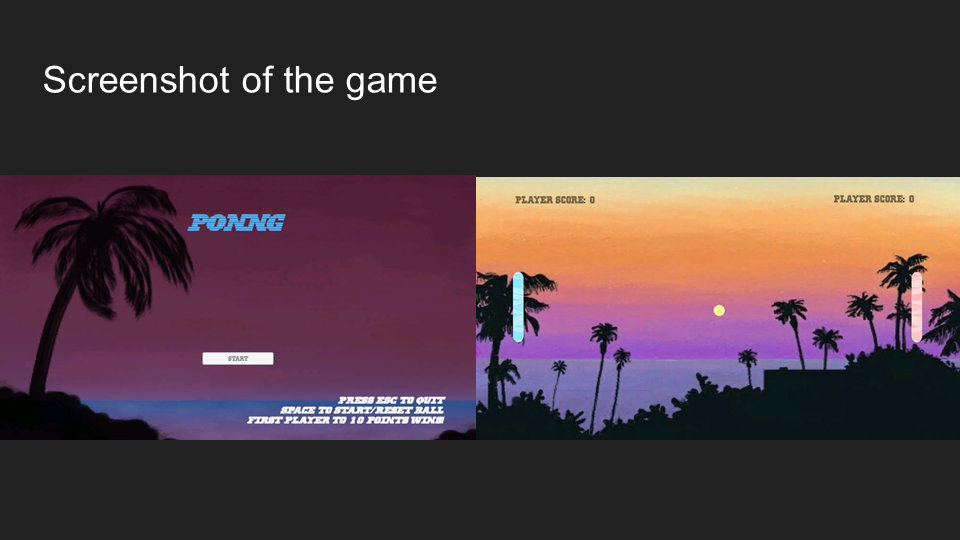 Screenshot of the game
PONNG
START
PRESS ESC TO QUIT
SPACE TO START/RESET BALL
FIRST PLAYER TO 10 POINTS WINS!
PLAYER SCORE: 0
PLAYER SCORE: 0